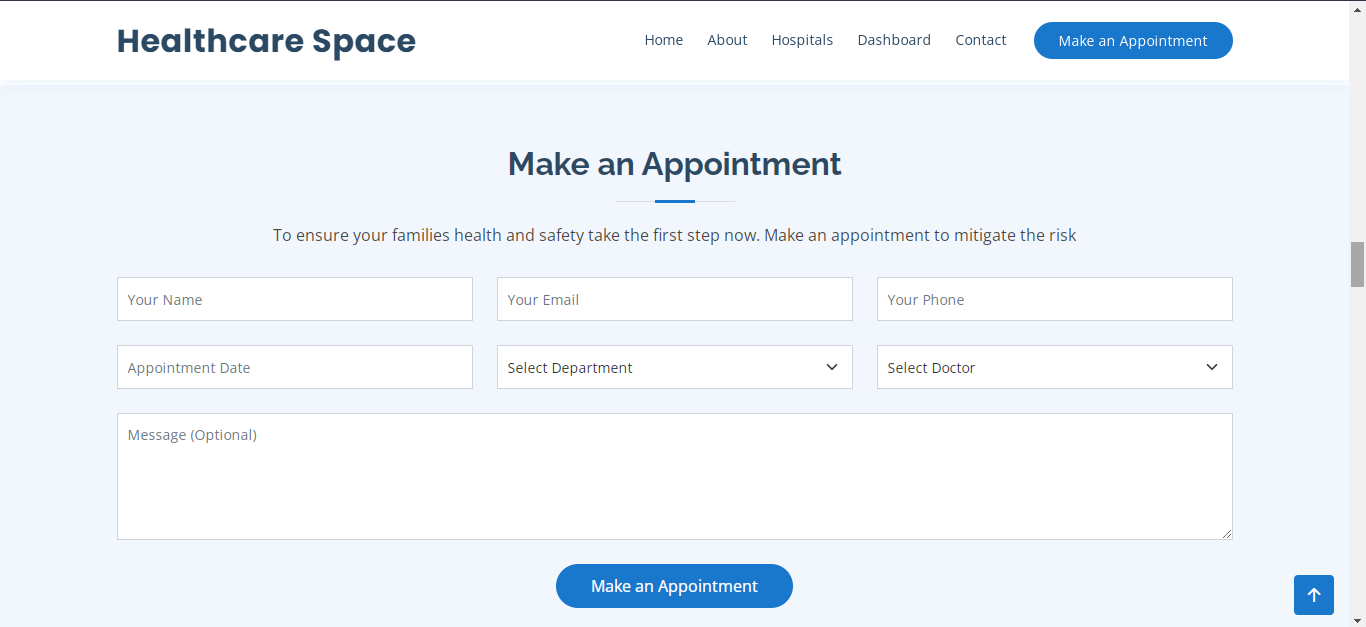 Healthcare Space
Home About Hospitals Dashboard Contact Make an Appointment
Make an Appointment
To ensure your families health and safety take the first step now. Make an appointment to mitigate the risk
Your Name Your Email Your Phone
Appointment Date Select Department Select Doctor
Message (Optional)
Make an Appointment